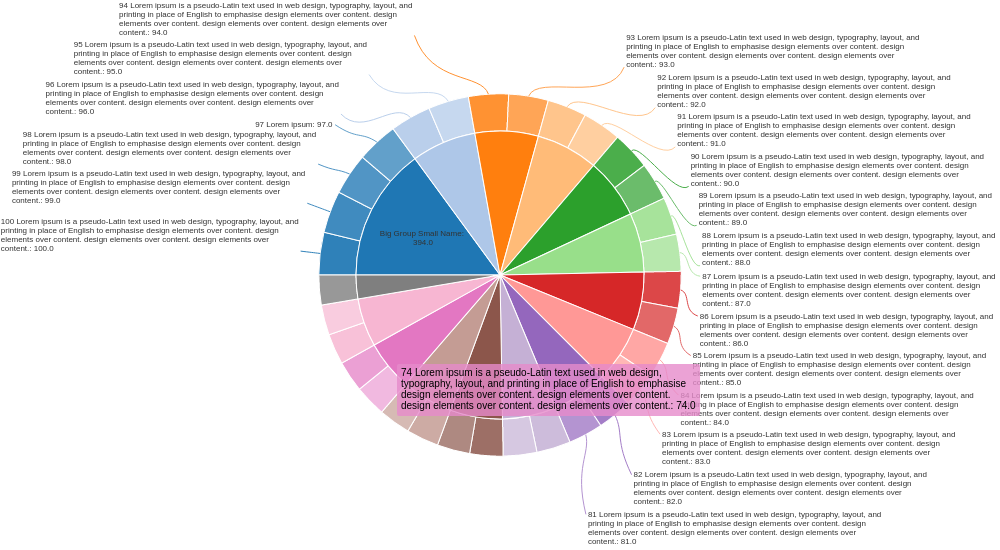 94 Lorem ipsum is a pseudo-Latin text used in web design, typography, layout, and
printing in place of English to emphasise design elements over content. design
elements over content. design elements over content. design elements over
content.: 94.0
95 Lorem ipsum is a pseudo-Latin text used in web design, typography, layout, and
printing in place of English to emphasise design elements over content. design
elements over content. design elements over content. design elements over
content.: 95.0
96 Lorem ipsum is a pseudo-Latin text used in web design, typography, layout, and
printing in place of English to emphasise design elements over content. design
elements over content. design elements over content. design elements over
content.: 96.0
97 Lorem ipsum: 97.0
98 Lorem ipsum is a pseudo-Latin text used in web design, typography, layout, and
printing in place of English to emphasise design elements over content. design
elements over content. design elements over content. design elements over
content.: 98.0
99 Lorem ipsum is a pseudo-Latin text used in web design, typography, layout, and
printing in place of English to emphasise design elements over content. design
elements over content. design elements over content. design elements over
content.: 99.0
100 Lorem ipsum is a pseudo-Latin text used in web design, typography, layout, and
printing in place of English to emphasise design elements over content. design
elements over content. design elements over content. design elements over
content.: 100.0
Big Group Small Name:
394.0
93 Lorem ipsum is a pseudo-Latin text used in web design, typography, layout, and
printing in place of English to emphasise design elements over content. design
elements over content. design elements over content. design elements over
content.: 93.0
92 Lorem ipsum is a pseudo-Latin text used in web design, typography, layout, and
printing in place of English to emphasise design elements over content. design
elements over content. design elements over content. design elements over
content.: 92.0
91 Lorem ipsum is a pseudo-Latin text used in web design, typography, layout, and
printing in place of English to emphasise design elements over content. design
elements over content. design elements over content. design elements over
content.: 91.0
90 Lorem ipsum is a pseudo-Latin text used in web design, typography, layout, and
printing in place of English to emphasise design elements over content. design
elements over content. design elements over content. design elements over
content.: 90.0
89 Lorem ipsum is a pseudo-Latin text used in web design, typography, layout, and
printing in place of English to emphasise design elements over content. design
elements over content. design elements over content. design elements over
content.: 89.0
88 Lorem ipsum is a pseudo-Latin text used in web design, typography, layout, and
printing in place of English to emphasise design elements over content. design
elements over content. design elements over content. design elements over
content.: 88.0
87 Lorem ipsum is a pseudo-Latin text used in web design, typography, layout, and
printing in place of English to emphasise design elements over content. design
elements over content. design elements over content. design elements over
content.: 87.0
86 Lorem ipsum is a pseudo-Latin text used in web design, typography, layout, and
printing in place of English to emphasise design elements over content. design
elements over content. design elements over content. design elements over
content.: 86.0
85 Lorem ipsum is a pseudo-Latin text used in web design, typography, layout, and
printing in place of English to emphasise design elements over content. design
elements over content. design elements over content. design elements over
content.: 85.0
74 Lorem ipsum is a pseudo-Latin text used in web design,
typography, layout, and printing in place of English to emphasise
design elements over content. design elements over content.
design elements over content. design elements over content.: 74.0
84 Lorem ipsum is a pseudo-Latin text used in web design, typography, layout, and
printing in place of English to emphasise design elements over content. design
elements over content. design elements over content. design elements over
content.: 84.0
83 Lorem ipsum is a pseudo-Latin text used in web design, typography, layout, and
printing in place of English to emphasise design elements over content. design
elements over content. design elements over content. design elements over
content.: 83.0
82 Lorem ipsum is a pseudo-Latin text used in web design, typography, layout, and
printing in place of English to emphasise design elements over content. design
elements over content. design elements over content. design elements over
content.: 82.0
81 Lorem ipsum is a pseudo-Latin text used in web design, typography, layout, and
printing in place of English to emphasise design elements over content. design
elements over content. design elements over content. design elements over
content.: 81.0